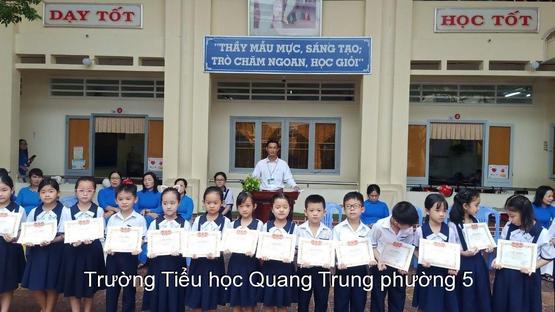 DẠY TỐT
HỌC TỐT
"THẦY MẪU MỰC, SÁNG TẠO;
TRÒ CHĂM NGOAN, HỌC GIỎI"
Trường Tiểu học Quang Trung phường 5